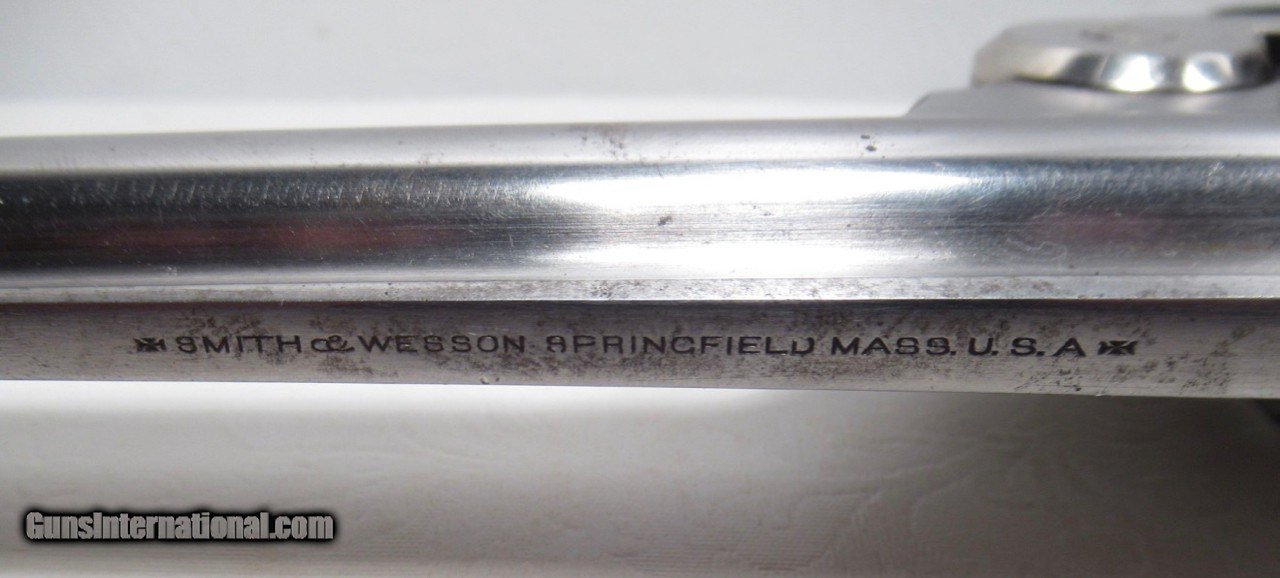 SMITH & WESSON SPRINGFIELD MASS. U.S.A
GunsInternational.com